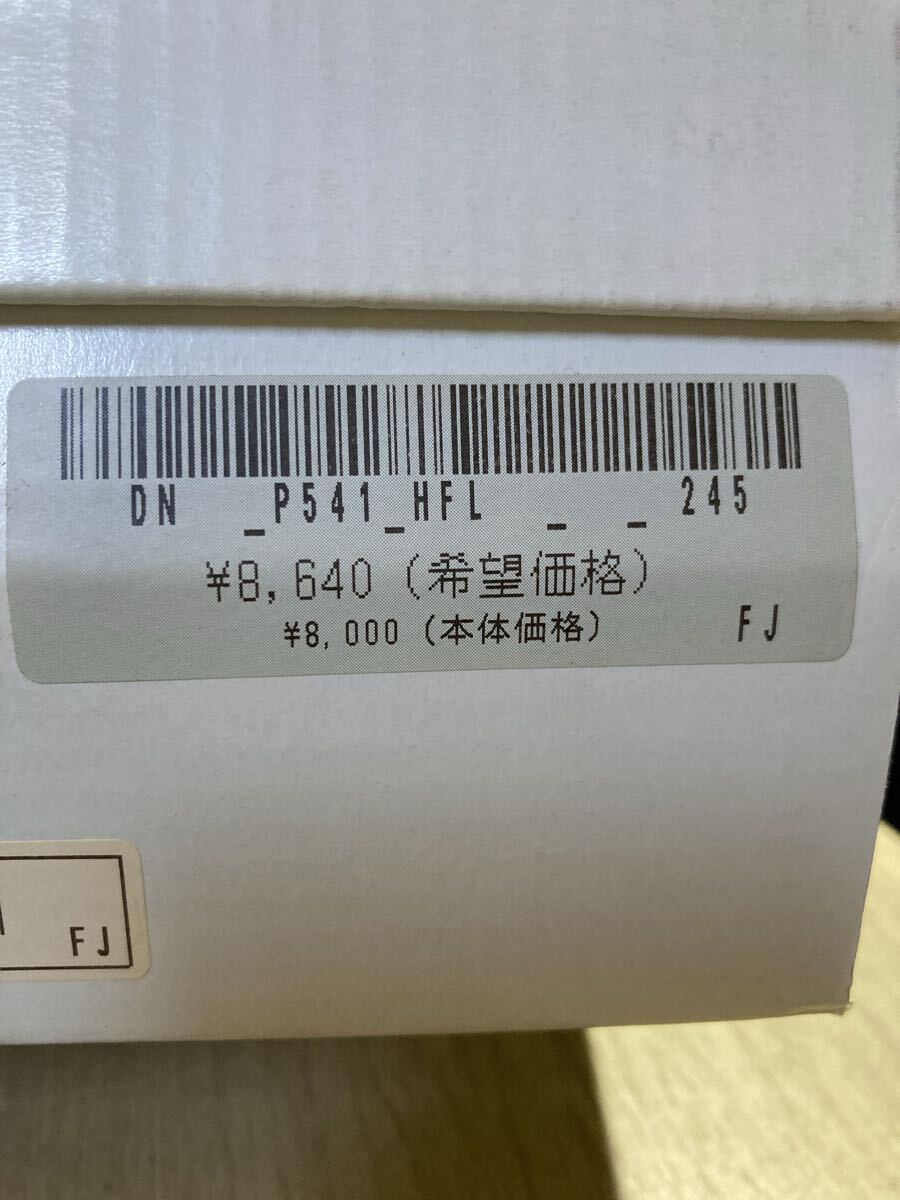 DN _P541_HFL _ _ 245
¥8,640 (希望価格)
¥8,000 (本体価格) FJ
FJ